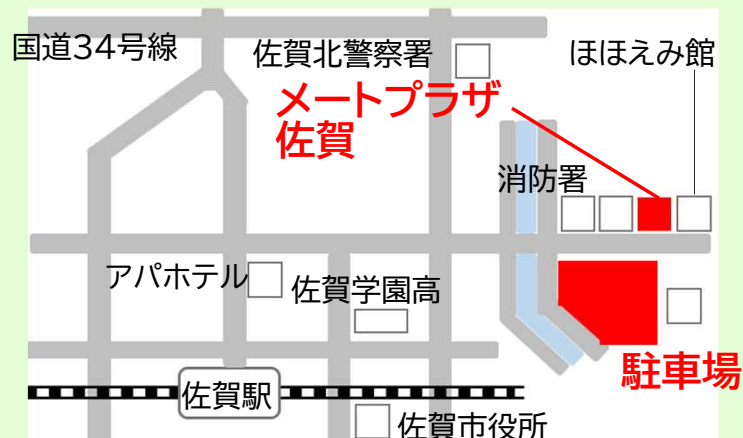 国道34号線
佐賀北警察署
ほほえみ館
メートプラザ
佐賀
消防署
アパホテル
佐賀学園高
駐車場
佐賀駅
佐賀市役所